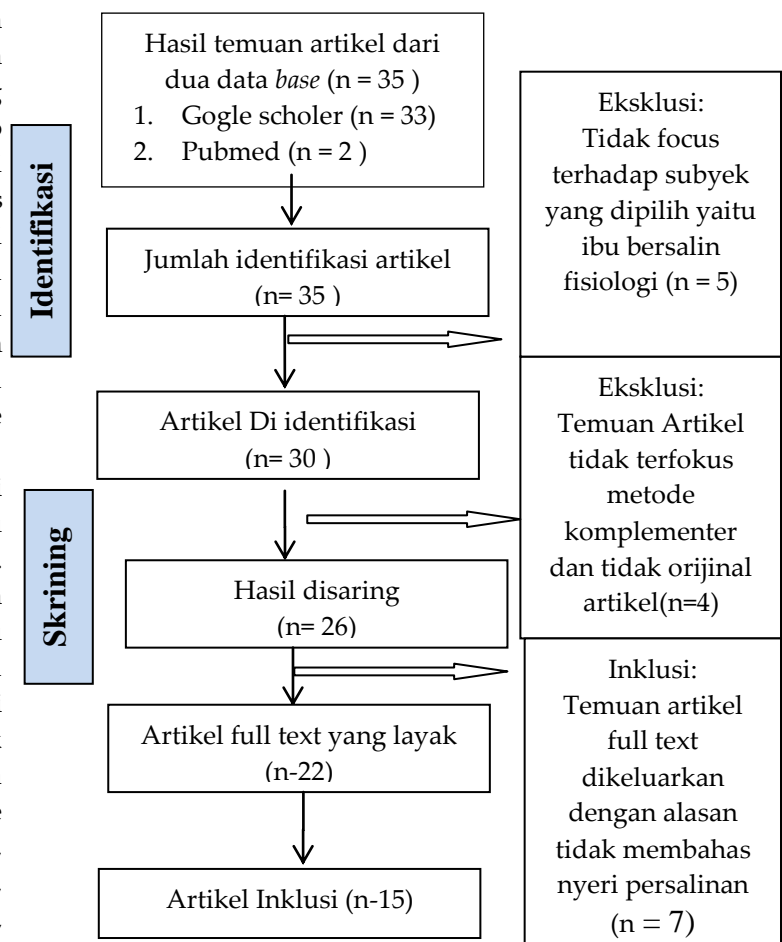 Hasil temuan artikel dari
dua data base (n = 35 )
1. Gogle scholer (n = 33)
2. Pubmed (n = 2 )
Identifikasi
Eksklusi:
Tidak focus
terhadap subyek
yang dipilih yaitu
ibu bersalin
fisiologi (n = 5)
Jumlah identifikasi artikel
(n= 35 )
Artikel Di identifikasi
(n= 30 )
Eksklusi:
Temuan Artikel
tidak terfokus
metode
komplementer
dan tidak orijinal
artikel(n=4)
Skrining
Hasil disaring
(n= 26)
Artikel full text yang layak
(n-22)
Inklusi:
Temuan artikel
full text
dikeluarkan
dengan alasan
tidak membahas
nyeri persalinan
(n = 7)
Artikel Inklusi (n-15)